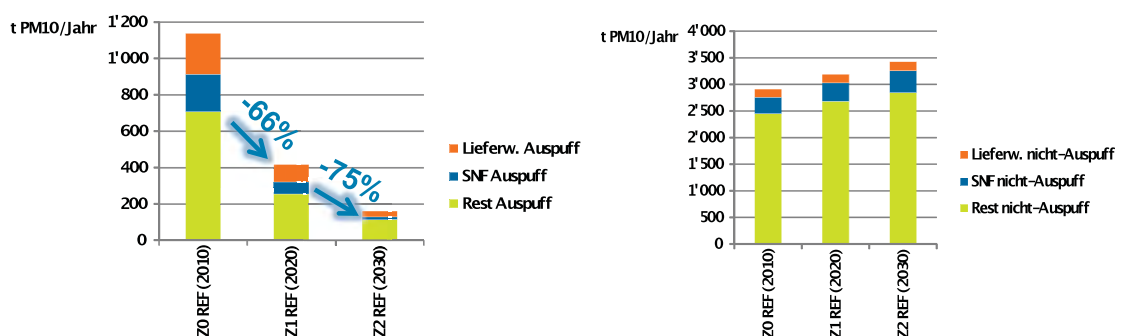 t PM10/Jahr
1'200
1'000
800
600
400
200
0
-66%
-75%
Z0 REF (2010)
Z1 REF (2020)
Z2 REF (2030)
Lieferw. Auspuff
SNF Auspuff
Rest Auspuff
t PM10/Jahr
4'000
3'500
3'000
2'500
2'000
1'500
1'000
500
0
Z0 REF (2010)
Z1 REF (2020)
Z2 REF (2030)
Lieferw. nicht-Auspuff
SNF nicht-Auspuff
Rest nicht-Auspuff